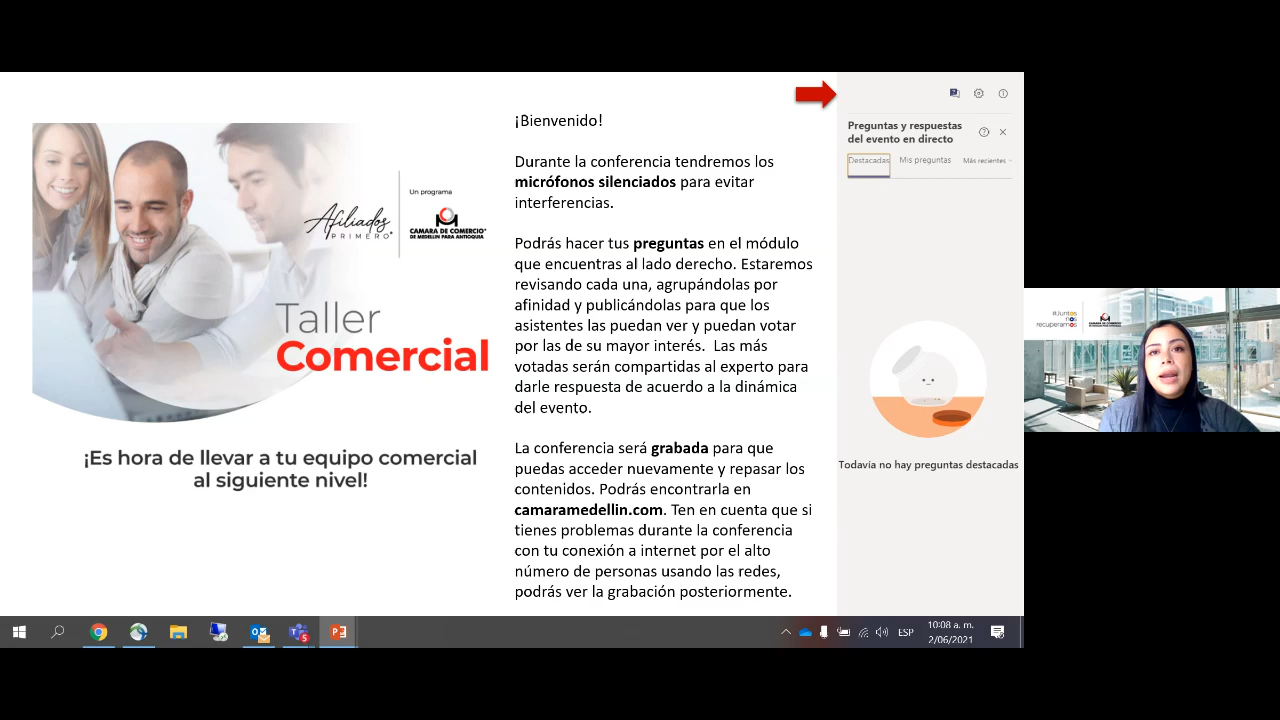 Un programa
Afiliados
PRIMERO
CAMARA DE COMERCIO
DE MEDELLIN PARA ANTIOQUIA
Taller
Comercial
¡Es hora de llevar a tu equipo comercial
al siguiente nivel!
¡Bienvenido!
Durante la conferencia tendremos los
micrófonos silenciados para evitar
interferencias.
Podrás hacer tus preguntas en el módulo
que encuentras al lado derecho. Estaremos
revisando cada una, agrupándolas por
afinidad y publicándolas para que los
asistentes las puedan ver y puedan votar
por las de su mayor interés. Las más
votadas serán compartidas al experto para
darle respuesta de acuerdo a la dinámica
del evento.
La conferencia será grabada para que
puedas acceder nuevamente y repasar los
contenidos. Podrás encontrarla en
camaramedellin.com. Ten en cuenta que si
tienes problemas durante la conferencia
con tu conexión a internet por el alto
número de personas usando las redes,
podrás ver la grabación posteriormente.
Preguntas y respuestas
del evento en directo
Destacadas Mis preguntas Más recientes
Todavía no hay preguntas destacadas
#Juntos
nos
recuperamos
CAMARA DE COMERCIO
ESP
10:08 a. m.
2/06/2021